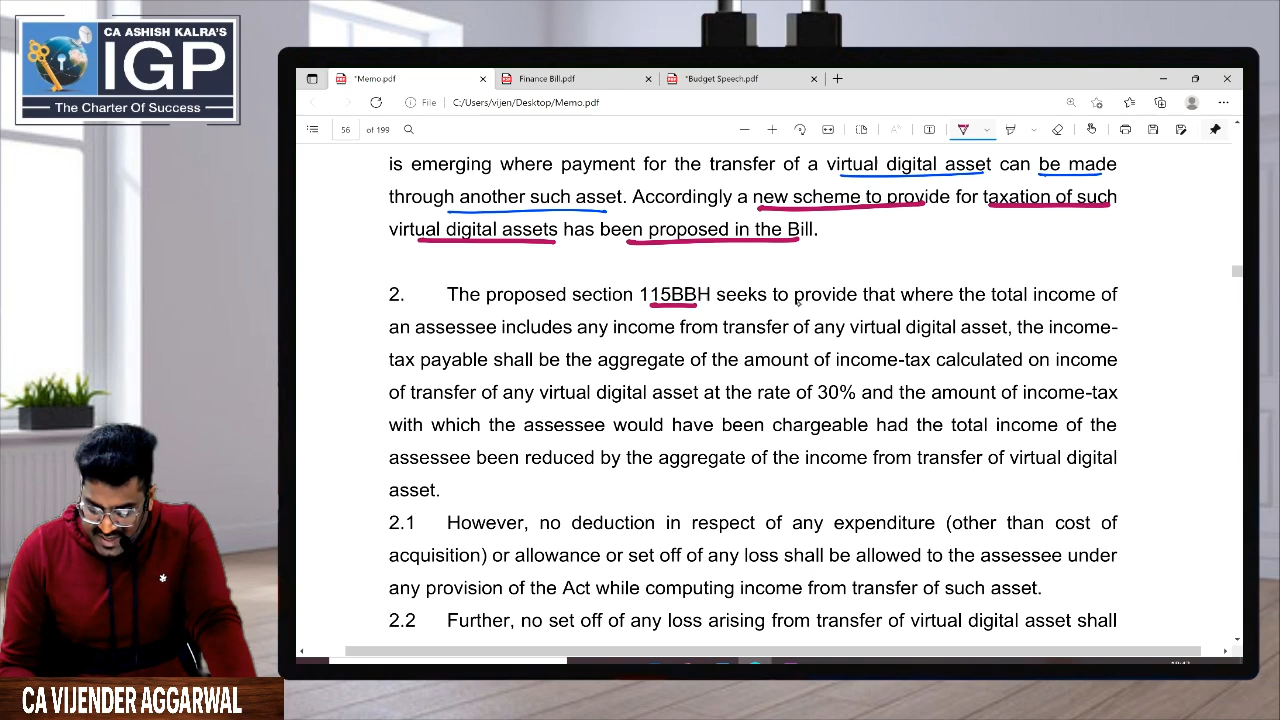 CA ASHISH KALRA'S
IGP
The Charter Of Success
*Memo.pdf
Finance Bill.pdf
*Budget Speech.pdf
File
C:/Users/vijen/Desktop/Memo.pdf
56 of 199
is emerging where payment for the transfer of a virtual digital asset can be made
through another such asset. Accordingly a new scheme to provide for taxation of such
virtual digital assets has been proposed in the Bill.
2. The proposed section 115BBH seeks to provide that where the total income of
an assessee includes any income from transfer of any virtual digital asset, the income-
tax payable shall be the aggregate of the amount of income-tax calculated on income
of transfer of any virtual digital asset at the rate of 30% and the amount of income-tax
with which the assessee would have been chargeable had the total income of the
assessee been reduced by the aggregate of the income from transfer of virtual digital
asset.
2.1 However, no deduction in respect of any expenditure (other than cost of
acquisition) or allowance or set off of any loss shall be allowed to the assessee under
any provision of the Act while computing income from transfer of such asset.
2.2 Further, no set off of any loss arising from transfer of virtual digital asset shall
CA VIJENDER AGGARWAL